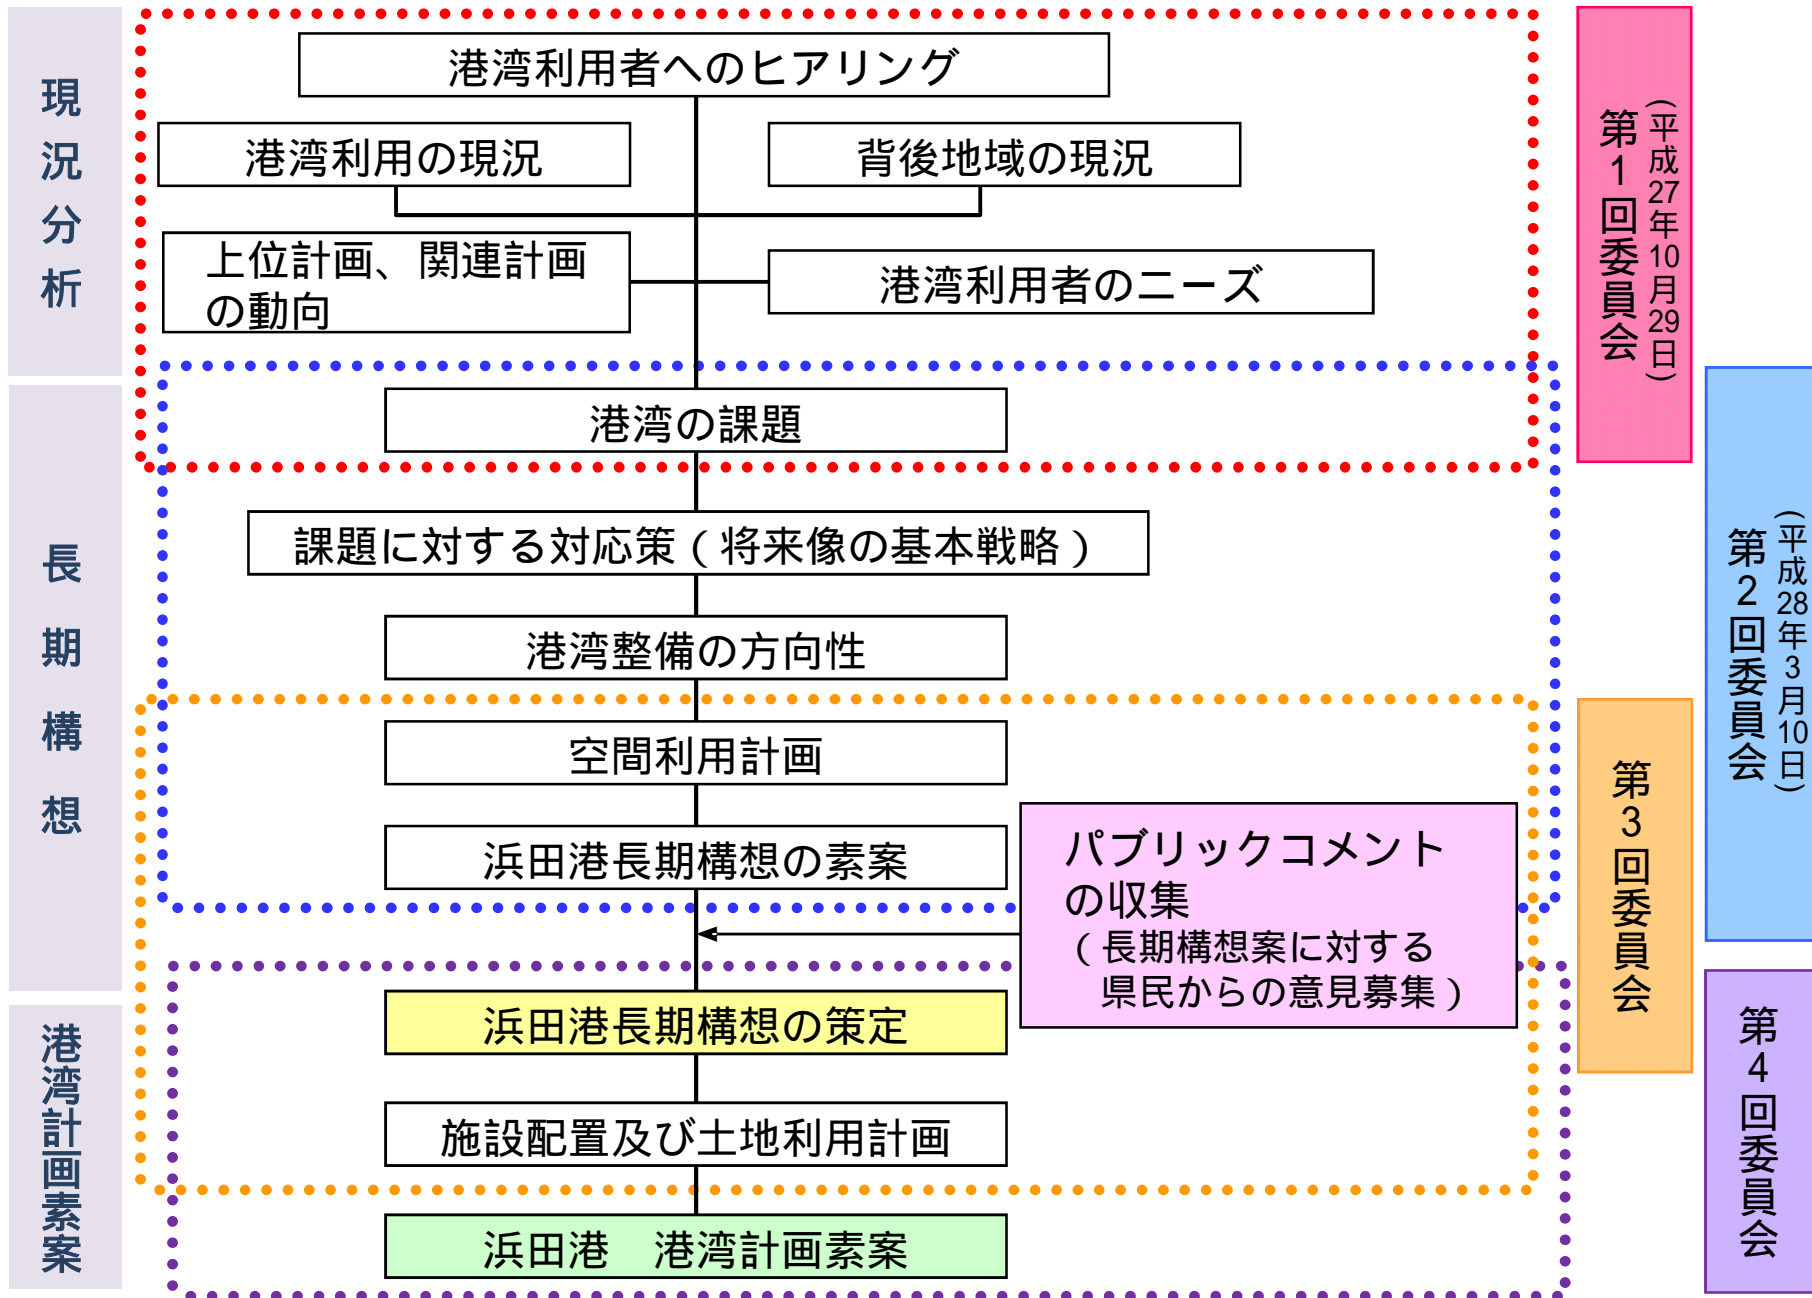 現況分析
港湾利用者へのヒアリング
港湾利用の現況
背後地域の現況
上位計画、関連計画
の動向
港湾利用者のニーズ
長期構想
港湾の課題
課題に対する対応策（将来像の基本戦略）
港湾整備の方向性
空間利用計画
浜田港長期構想の素案
パブリックコメント
の収集
（長期構想案に対する
県民からの意見募集）
浜田港長期構想の策定
港湾計画素案
施設配置及び土地利用計画
浜田港　港湾計画素案
第1回委員会
(平成27年10月29日)
第2回委員会
(平成28年3月10日)
第3回委員会
第4回委員会